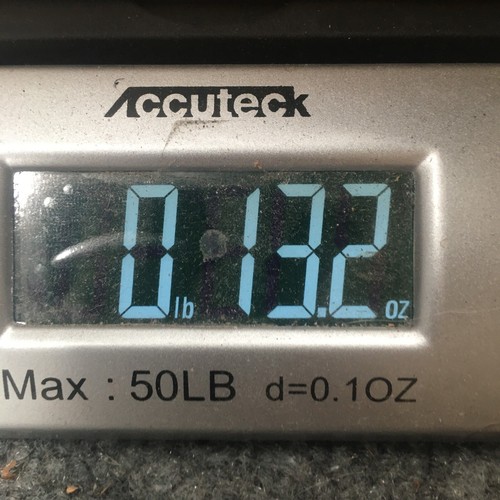 Accuteck
0 lb 13.2 oz
Max : 50LB d=0.1OZ